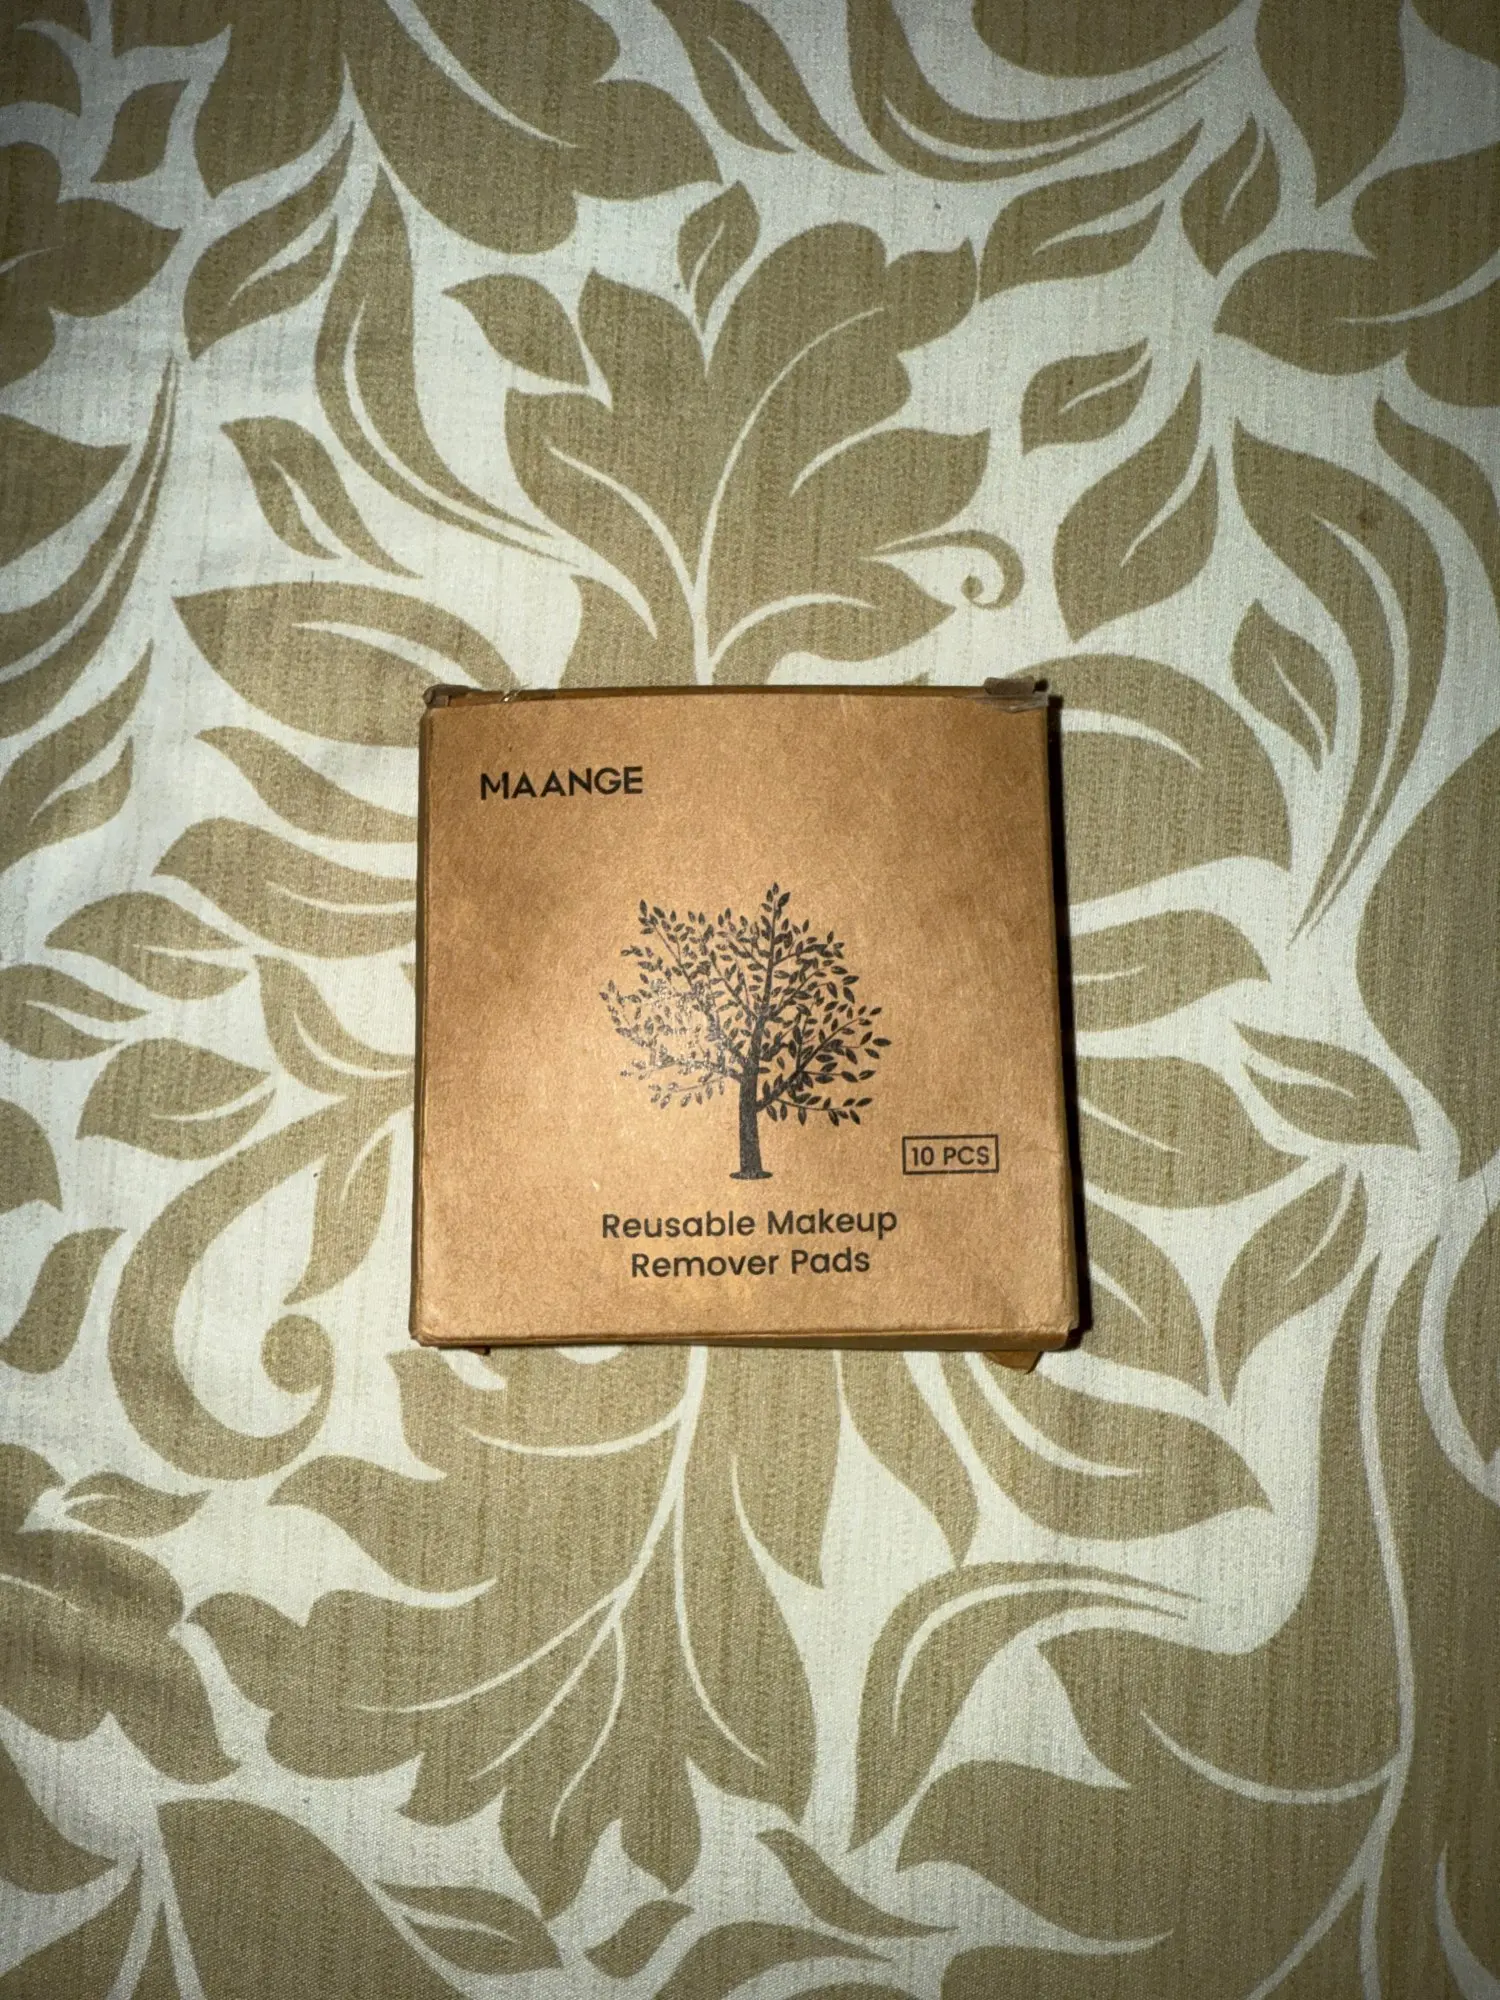 MAANGE
10 PCS
Reusable Makeup
Remover Pads